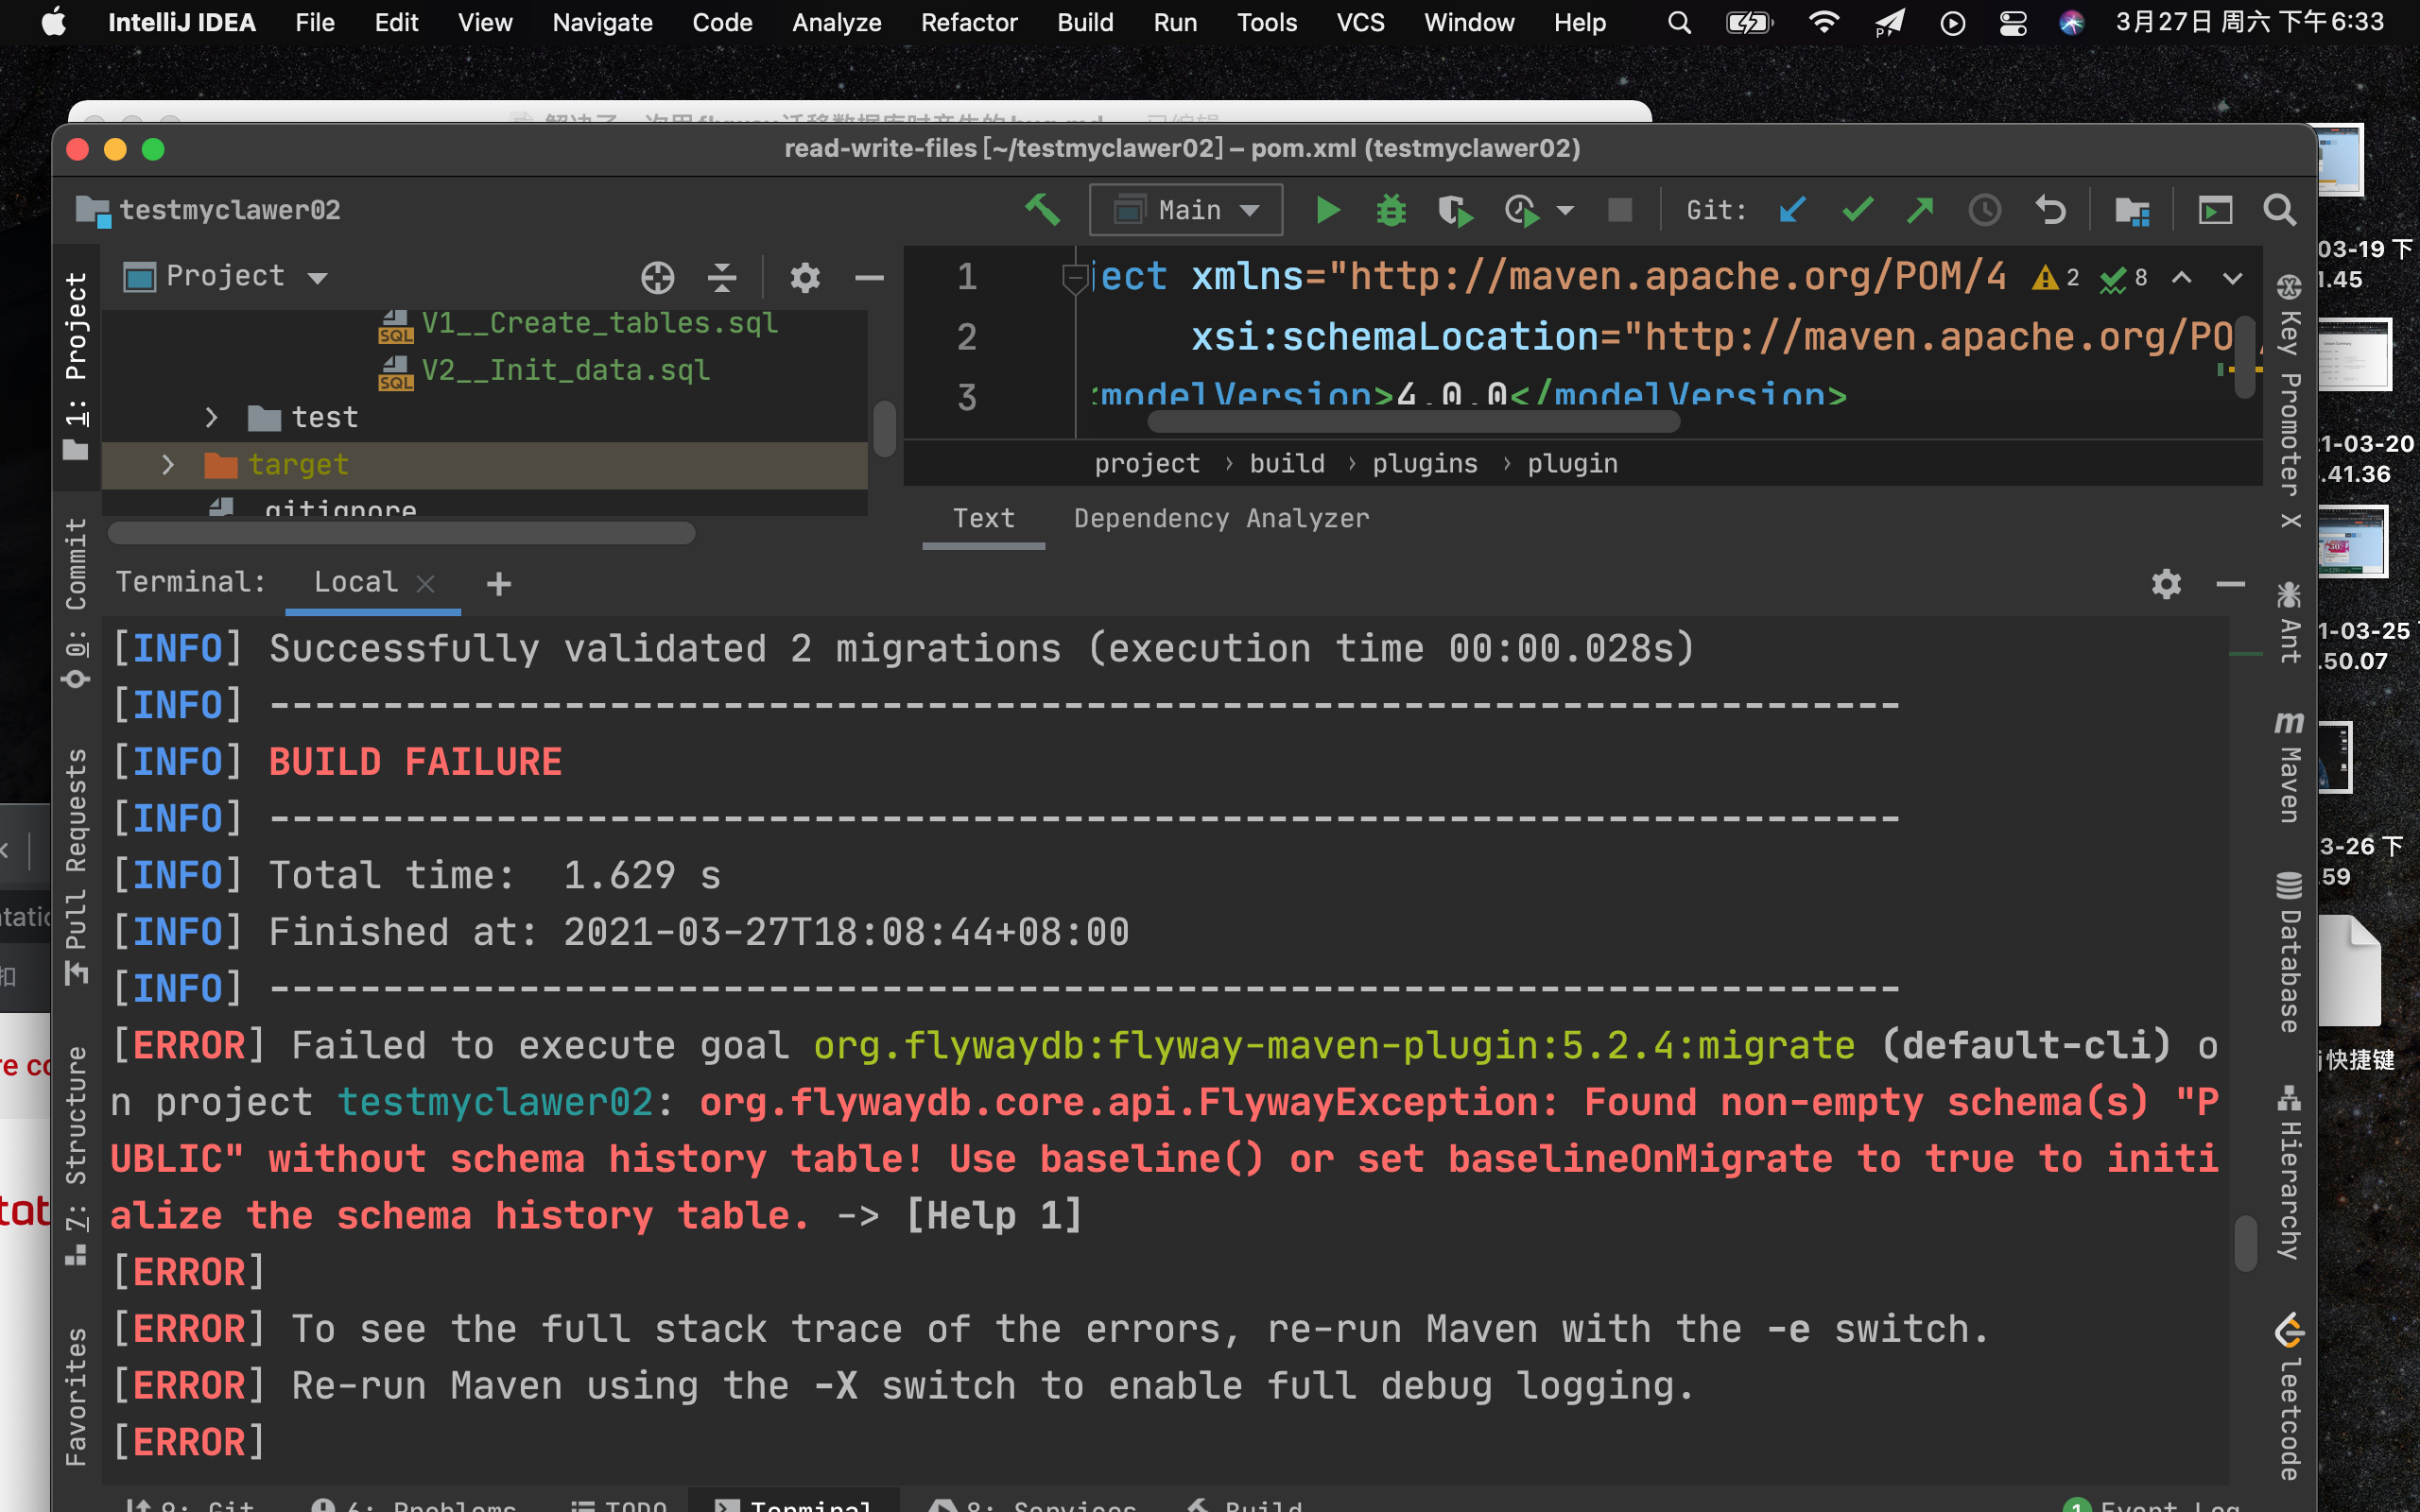 IntelliJ IDEA File Edit View Navigate Code Analyze Refactor Build Run Tools VCS Window Help 3月27日 周六 下午6:33
read-write-files [~/testmyclawer02] – pom.xml (testmyclawer02)
testmyclawer02 Main Git:
1: Project
0: Commit
Pull Requests
7: Structure
Favorites
Project
V1__Create_tables.sql
V2__Init_data.sql
test
target
.gitignore
1 ject xmlns="http://maven.apache.org/POM/4 2 8
2 xsi:schemaLocation="http://maven.apache.org/PO
3 <modelVersion>4.0.0</modelVersion>
project › build › plugins › plugin
Text Dependency Analyzer
Terminal: Local +
[INFO] Successfully validated 2 migrations (execution time 00:00.028s)
[INFO] ------------------------------------------------------------------------
[INFO] BUILD FAILURE
[INFO] ------------------------------------------------------------------------
[INFO] Total time:  1.629 s
[INFO] Finished at: 2021-03-27T18:08:44+08:00
[INFO] ------------------------------------------------------------------------
[ERROR] Failed to execute goal org.flywaydb:flyway-maven-plugin:5.2.4:migrate (default-cli) o
n project testmyclawer02: org.flywaydb.core.api.FlywayException: Found non-empty schema(s) "P
UBLIC" without schema history table! Use baseline() or set baselineOnMigrate to true to initi
alize the schema history table. -> [Help 1]
[ERROR]
[ERROR] To see the full stack trace of the errors, re-run Maven with the -e switch.
[ERROR] Re-run Maven using the -X switch to enable full debug logging.
[ERROR]
9: Git 6: Problems TODO Terminal 8: Services Build 1 Event Log
Key Promoter X
Ant
Maven
Database
Hierarchy
leetcode
03-19 下
1.45
1-03-20
.41.36
1-03-25
.50.07
3-26 下
59
快捷键
tatic
扣
re co
tat